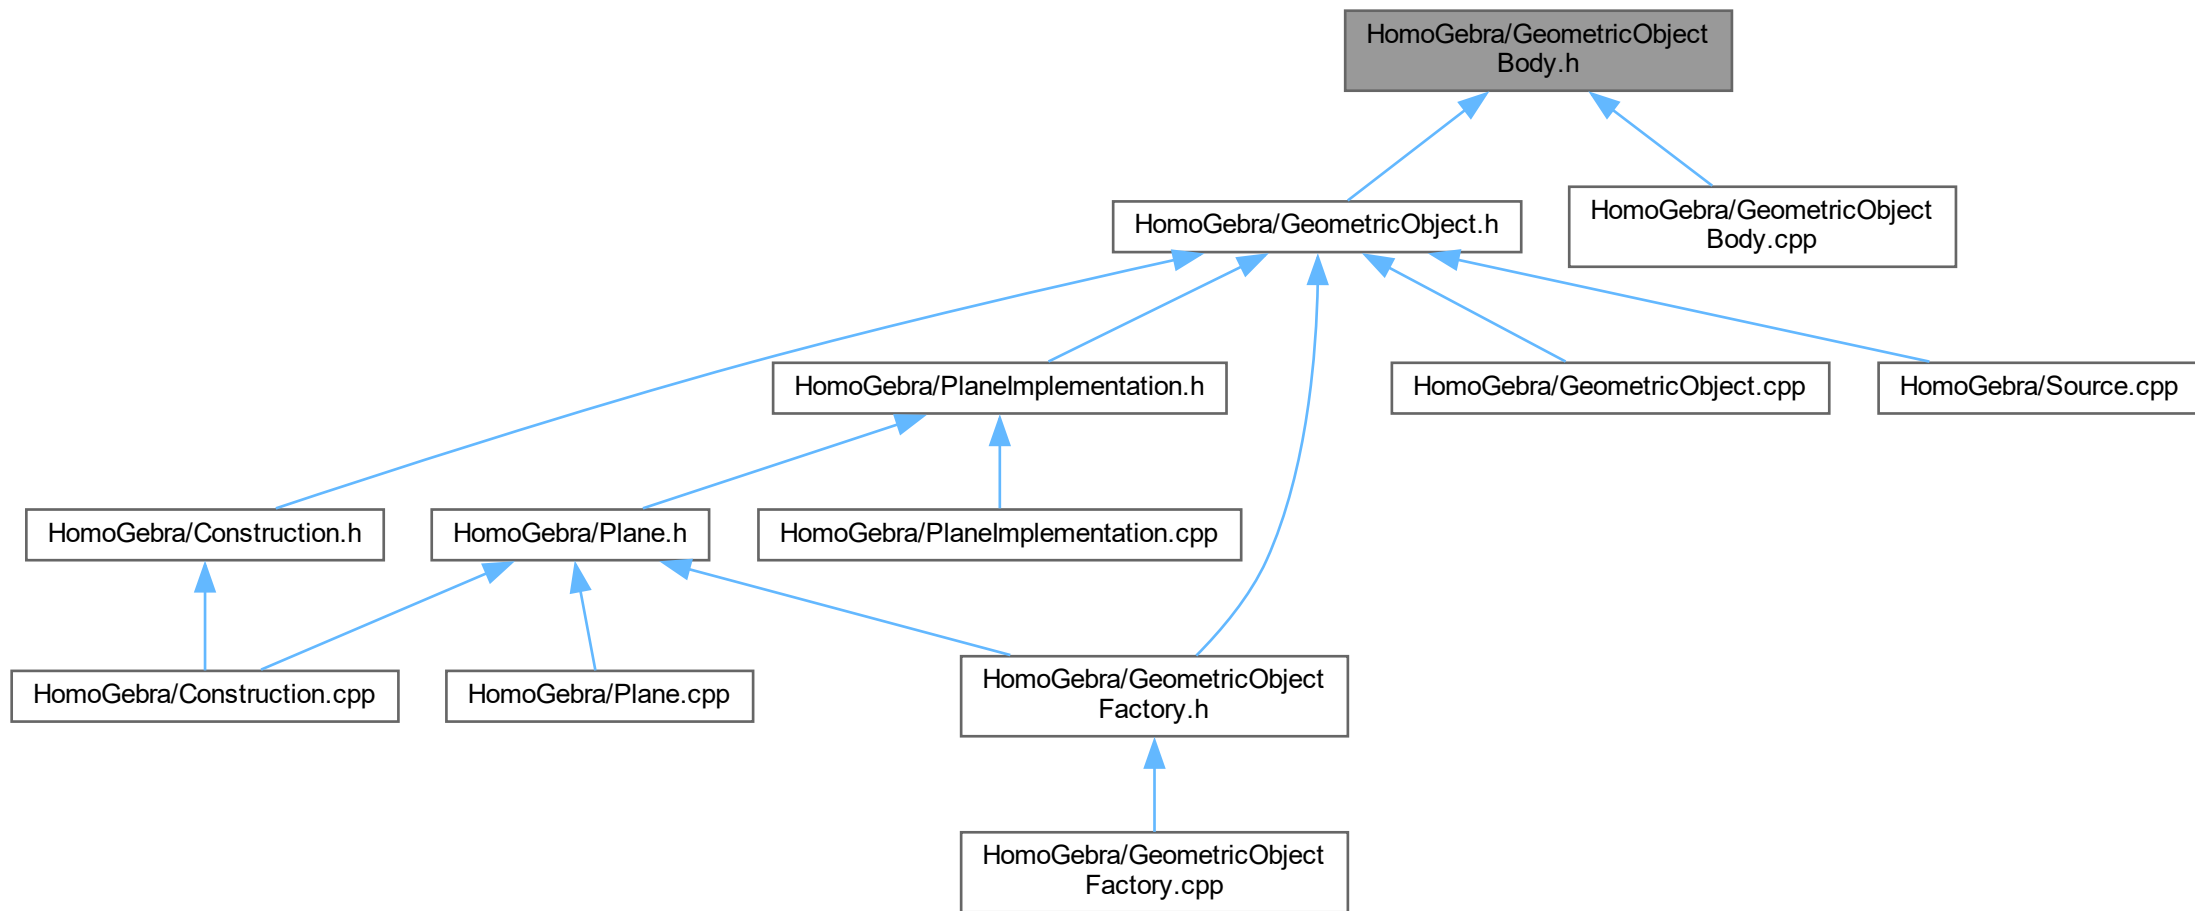 HomoGebra/GeometricObject
Body.h
HomoGebra/GeometricObject.h
HomoGebra/GeometricObject
Body.cpp
HomoGebra/PlaneImplementation.h
HomoGebra/GeometricObject.cpp
HomoGebra/Source.cpp
HomoGebra/Construction.h
HomoGebra/Plane.h
HomoGebra/PlaneImplementation.cpp
HomoGebra/Construction.cpp
HomoGebra/Plane.cpp
HomoGebra/GeometricObject
Factory.h
HomoGebra/GeometricObject
Factory.cpp